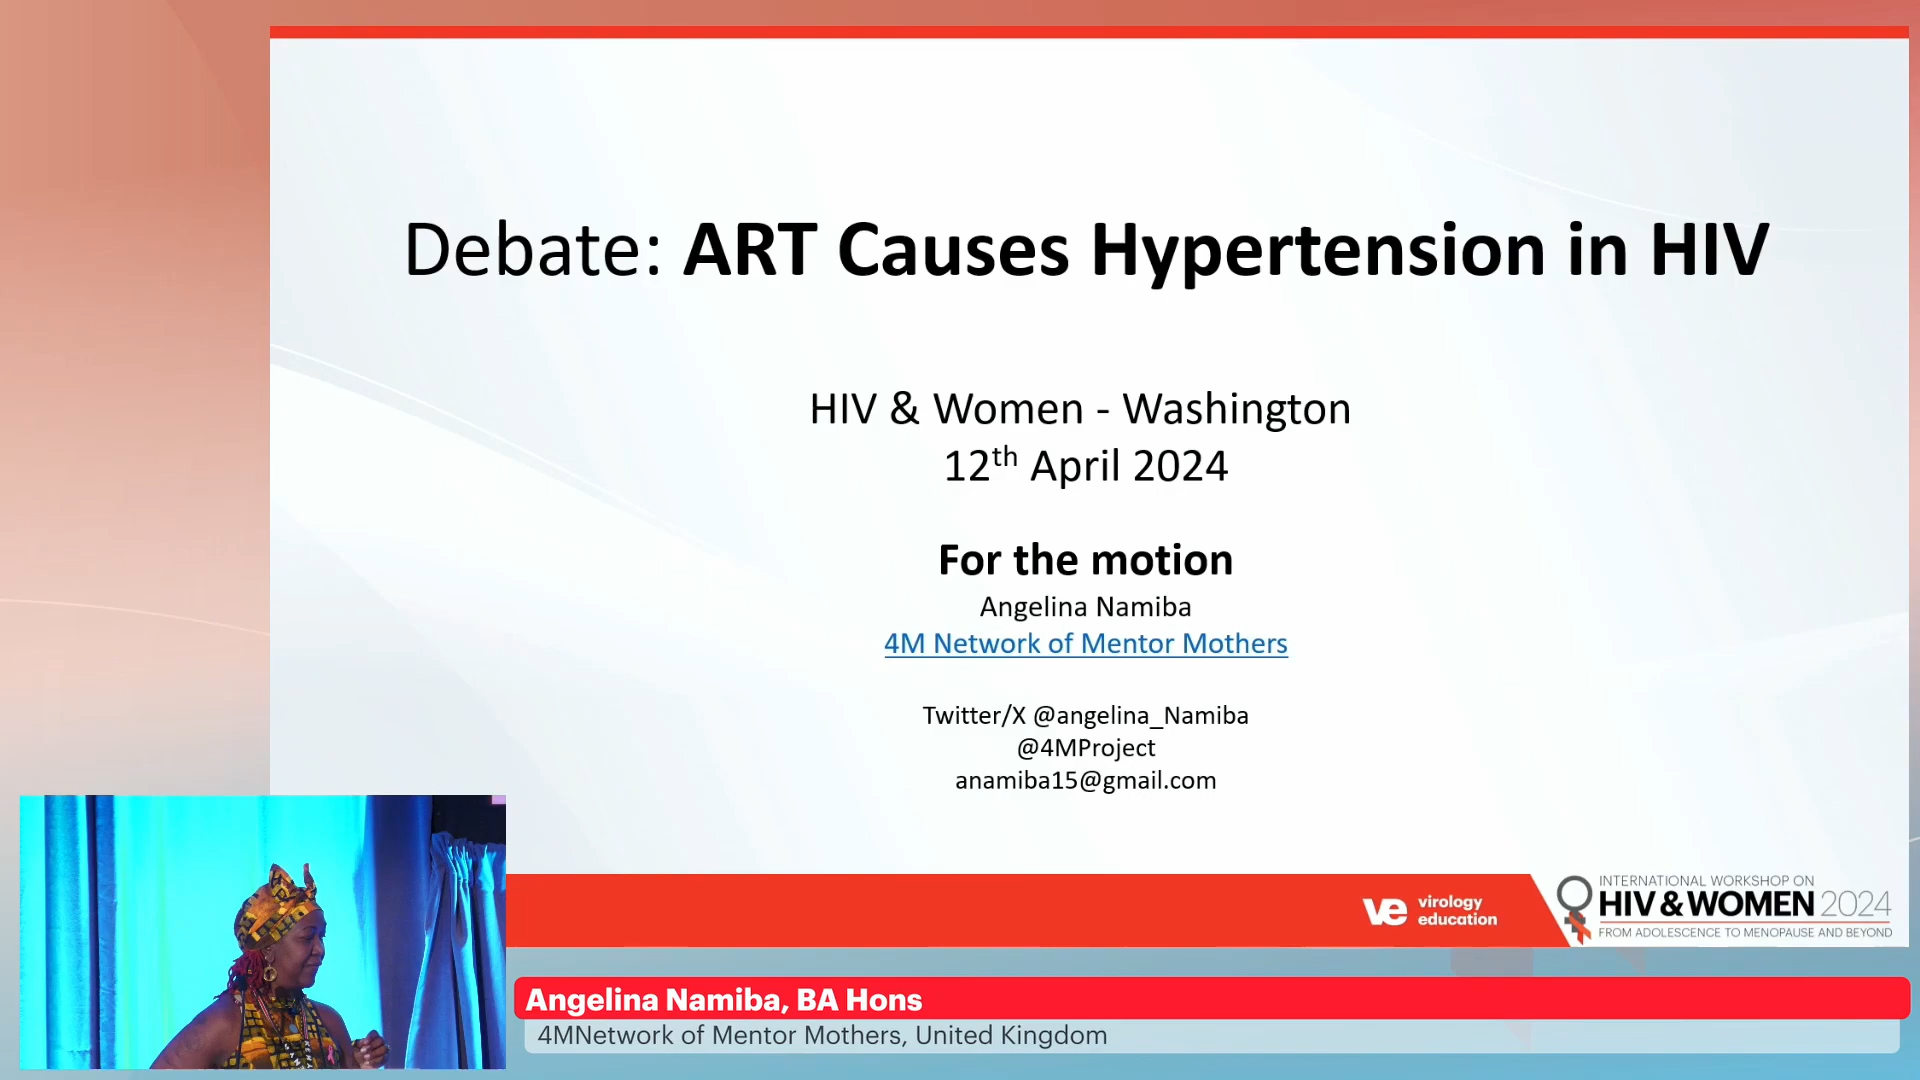 Debate: ART Causes Hypertension in HIV
HIV & Women - Washington
12th April 2024
For the motion
Angelina Namiba
4M Network of Mentor Mothers
Twitter/X @angelina_Namiba
@4MProject
anamiba15@gmail.com
ve virology education
INTERNATIONAL WORKSHOP ON
HIV & WOMEN 2024
FROM ADOLESCENCE TO MENOPAUSE AND BEYOND
Angelina Namiba, BA Hons
4MNetwork of Mentor Mothers, United Kingdom